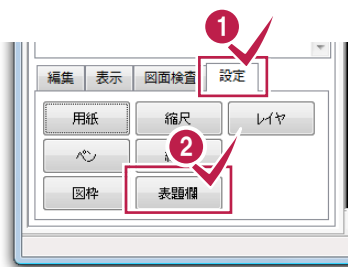 1
編集 表示 図面検査 設定
用紙 縮尺 レイヤ
ペン
2
図枠 表題欄